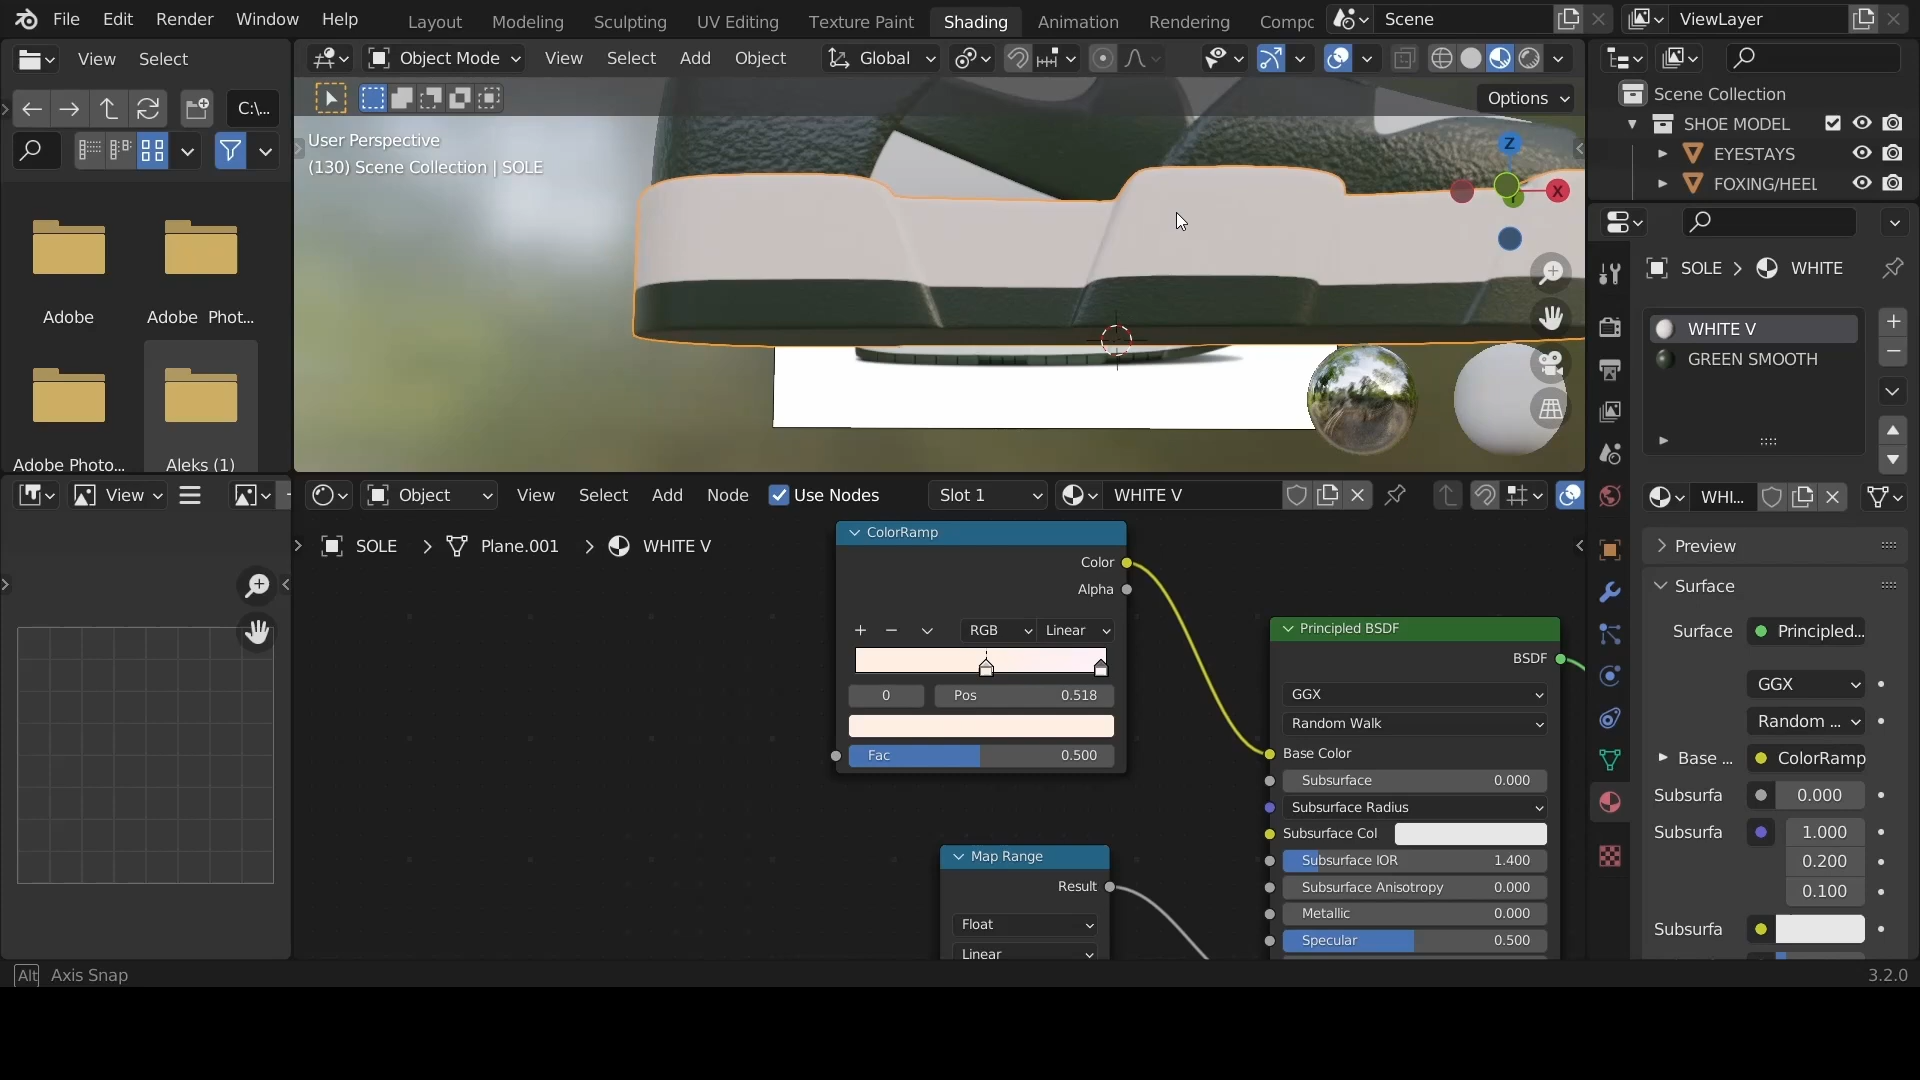 File Edit Render Window Help Layout Modeling Sculpting UV Editing Texture Paint Shading Animation Rendering Compc Scene ViewLayer
View Select Object Mode View Select Add Object Global
C:\... Options Scene Collection
User Perspective SHOE MODEL
(130) Scene Collection | SOLE EYESTAYS
FOXING/HEEL
Z
X
SOLE > WHITE
Adobe Adobe Phot... WHITE V
GREEN SMOOTH
Adobe Photo... Aleks (1)
View Object View Select Add Node Use Nodes Slot 1 WHITE V WHI...
SOLE > Plane.001 > WHITE V
ColorRamp
Color
Alpha
RGB Linear
0 Pos 0.518
Fac 0.500
Map Range
Result
Float
Linear
Principled BSDF
BSDF
GGX
Random Walk
Base Color
Subsurface 0.000
Subsurface Radius
Subsurface Col
Subsurface IOR 1.400
Subsurface Anisotropy 0.000
Metallic 0.000
Specular 0.500
Preview
Surface
Surface Principled...
GGX
Random ...
Base ... ColorRamp
Subsurfa 0.000
Subsurfa 1.000
0.200
0.100
Subsurfa
Alt Axis Snap 3.2.0